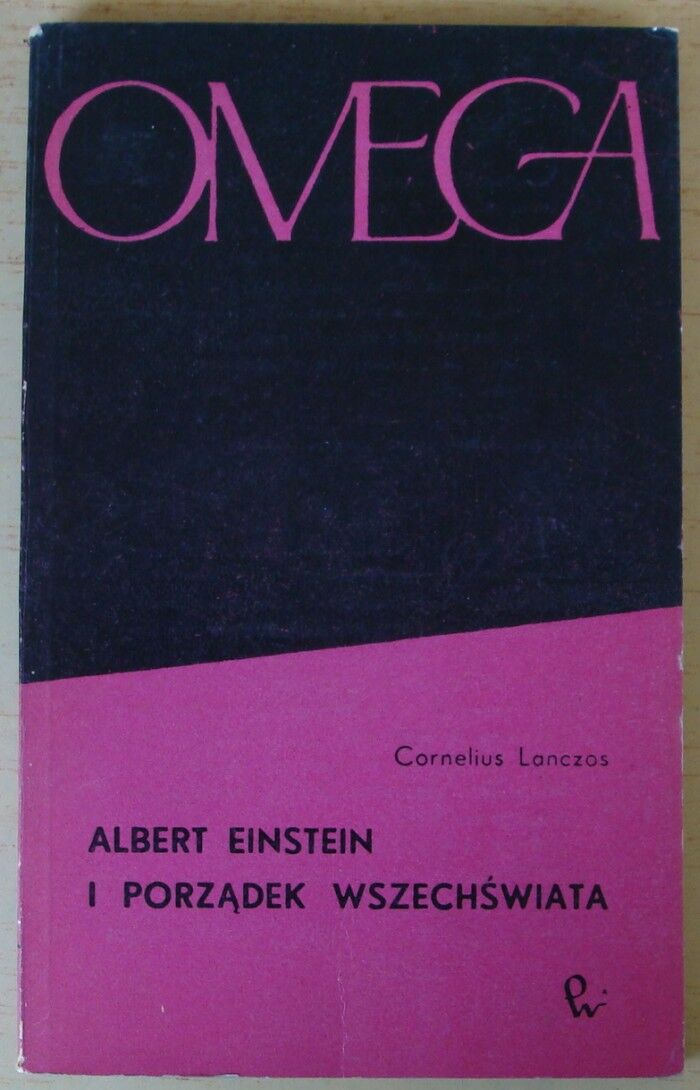 OMEGA
Cornelius Lanczos
ALBERT EINSTEIN
I PORZĄDEK WSZECHŚWIATA